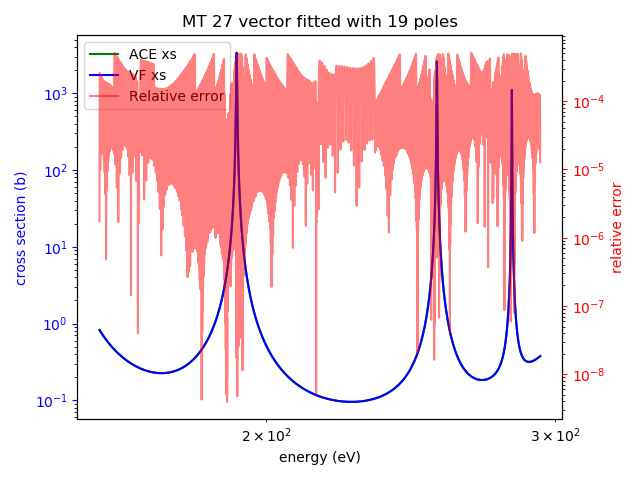 MT 27 vector fitted with 19 poles
ACE xs
VF xs
Relative error
cross section (b)
10³
10²
10¹
10⁰
10⁻¹
10⁻⁴
10⁻⁵
10⁻⁶
10⁻⁷
10⁻⁸
relative error
2 × 10²
3 × 10²
energy (eV)